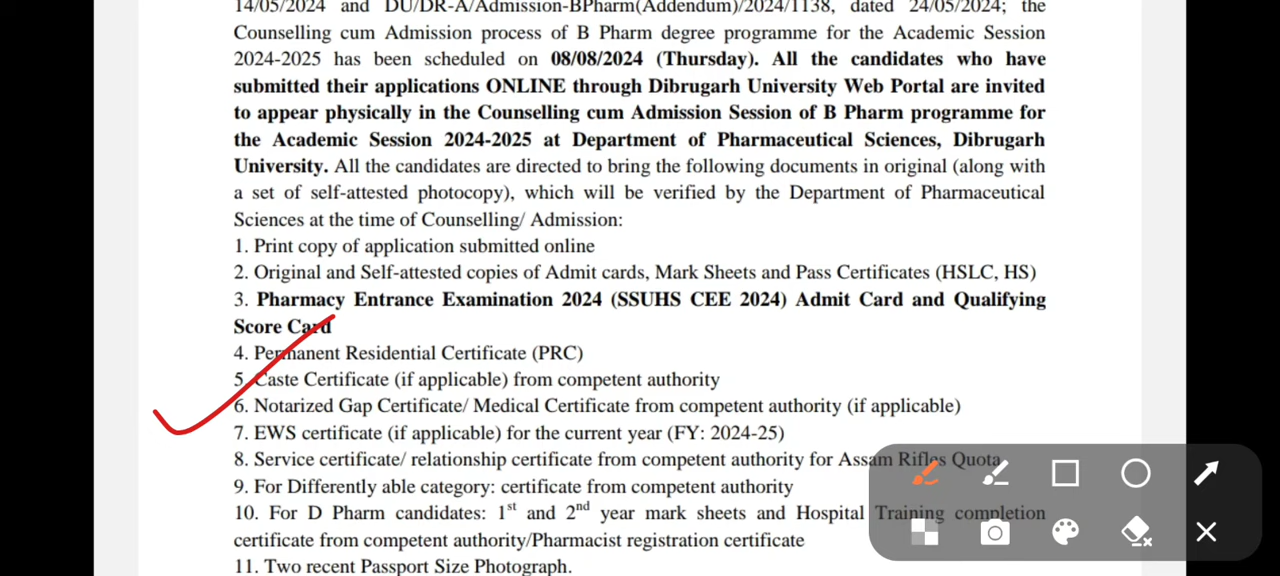 14/05/2024 and DU/DR-A/Admission-BPharm(Addendum)/2024/1138, dated 24/05/2024; the
Counselling cum Admission process of B Pharm degree programme for the Academic Session
2024-2025 has been scheduled on 08/08/2024 (Thursday). All the candidates who have
submitted their applications ONLINE through Dibrugarh University Web Portal are invited
to appear physically in the Counselling cum Admission Session of B Pharm programme for
the Academic Session 2024-2025 at Department of Pharmaceutical Sciences, Dibrugarh
University. All the candidates are directed to bring the following documents in original (along with
a set of self-attested photocopy), which will be verified by the Department of Pharmaceutical
Sciences at the time of Counselling/ Admission:
1. Print copy of application submitted online
2. Original and Self-attested copies of Admit cards, Mark Sheets and Pass Certificates (HSLC, HS)
3. Pharmacy Entrance Examination 2024 (SSUHS CEE 2024) Admit Card and Qualifying
Score Card
4. Permanent Residential Certificate (PRC)
5. Caste Certificate (if applicable) from competent authority
6. Notarized Gap Certificate/ Medical Certificate from competent authority (if applicable)
7. EWS certificate (if applicable) for the current year (FY: 2024-25)
8. Service certificate/ relationship certificate from competent authority for Assam Rifles Quota
9. For Differently able category: certificate from competent authority
10. For D Pharm candidates: 1st and 2nd year mark sheets and Hospital Training completion
certificate from competent authority/Pharmacist registration certificate
11. Two recent Passport Size Photograph.